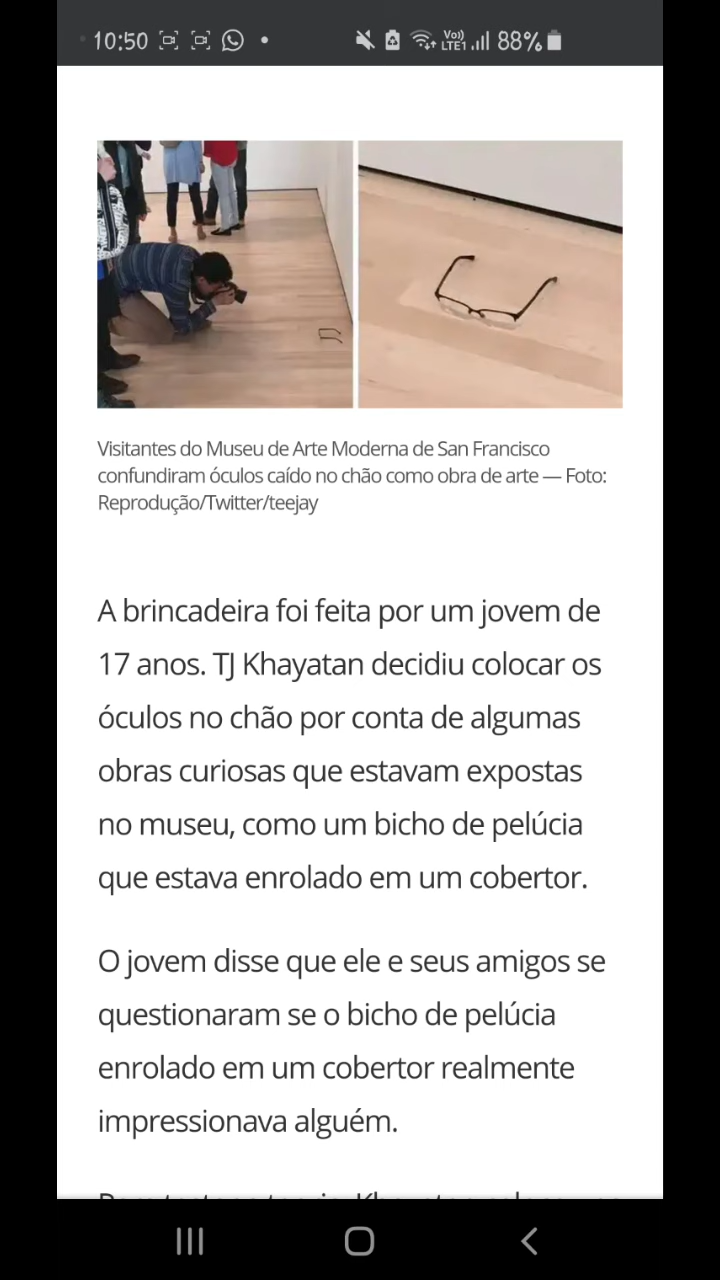 10:50
Vo))
LTE1
88%
Visitantes do Museu de Arte Moderna de San Francisco
confundiram óculos caído no chão como obra de arte — Foto:
Reprodução/Twitter/teejay
A brincadeira foi feita por um jovem de
17 anos. TJ Khayatan decidiu colocar os
óculos no chão por conta de algumas
obras curiosas que estavam expostas
no museu, como um bicho de pelúcia
que estava enrolado em um cobertor.
O jovem disse que ele e seus amigos se
questionaram se o bicho de pelúcia
enrolado em um cobertor realmente
impressionava alguém.